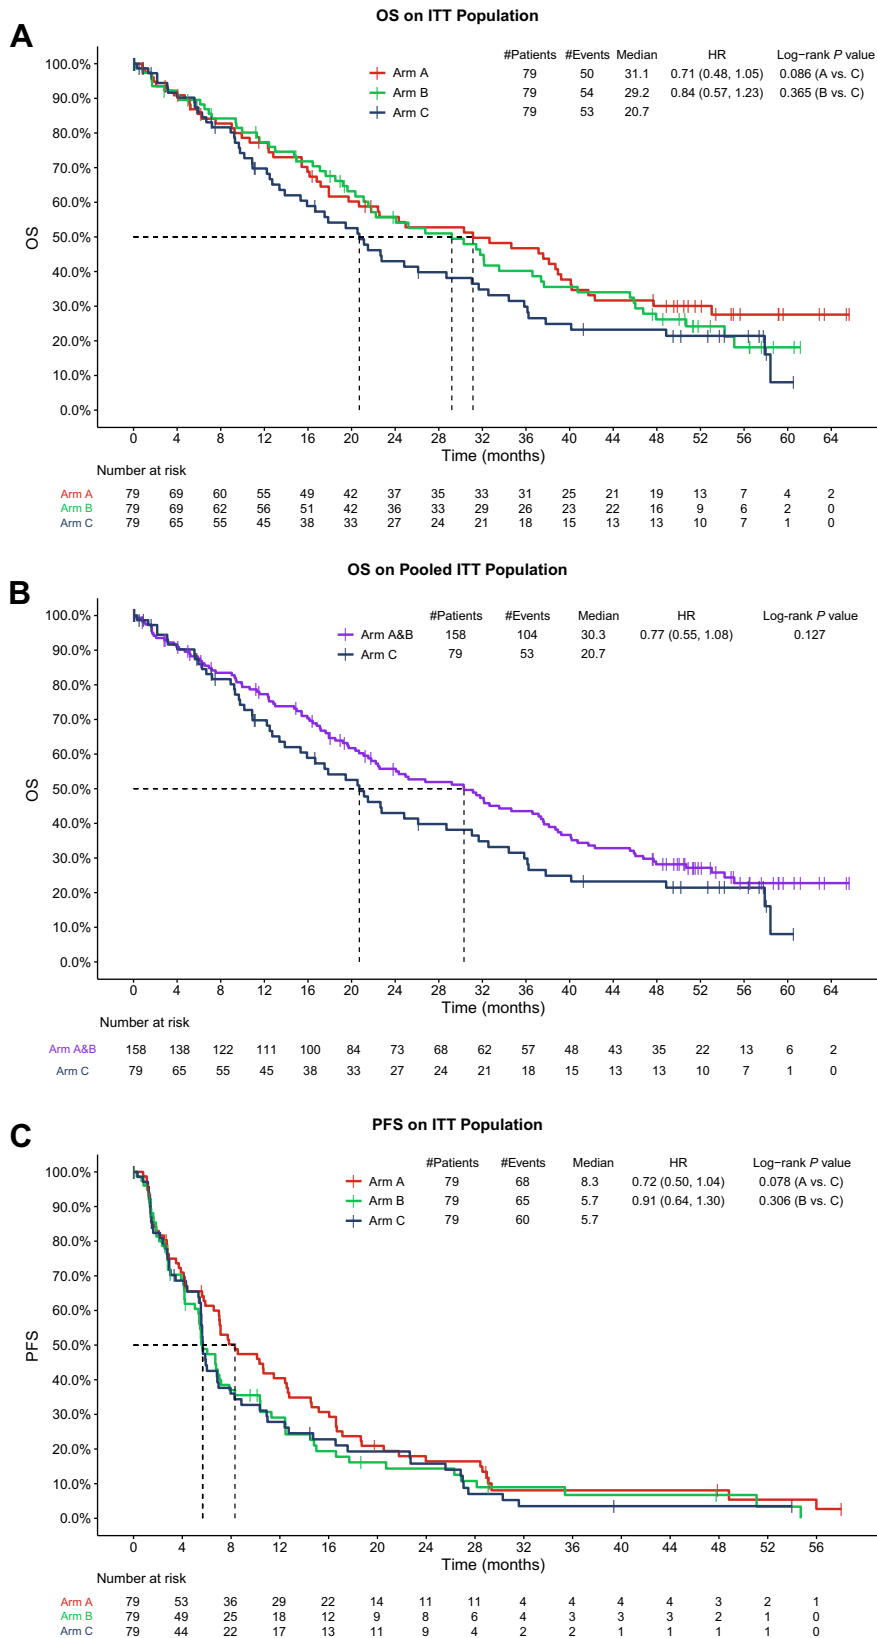 A
OS on ITT Population
#Patients #Events Median HR Log-rank P value
Arm A 79 50 31.1 0.71 (0.48, 1.05) 0.086 (A vs. C)
Arm B 79 54 29.2 0.84 (0.57, 1.23) 0.365 (B vs. C)
Arm C 79 53 20.7
100.0%
90.0%
80.0%
70.0%
60.0%
50.0%
40.0%
30.0%
20.0%
10.0%
0.0%
OS
0 4 8 12 16 20 24 28 32 36 40 44 48 52 56 60 64
Time (months)
Number at risk
Arm A 79 69 60 55 49 42 37 35 33 31 25 21 19 13 7 4 2
Arm B 79 69 62 56 51 42 36 33 29 26 23 22 16 9 6 2 0
Arm C 79 65 55 45 38 33 27 24 21 18 15 13 13 10 7 1 0
B
OS on Pooled ITT Population
#Patients #Events Median HR Log-rank P value
Arm A&B 158 104 30.3 0.77 (0.55, 1.08) 0.127
Arm C 79 53 20.7
100.0%
90.0%
80.0%
70.0%
60.0%
50.0%
40.0%
30.0%
20.0%
10.0%
0.0%
OS
0 4 8 12 16 20 24 28 32 36 40 44 48 52 56 60 64
Time (months)
Number at risk
Arm A&B 158 138 122 111 100 84 73 68 62 57 48 43 35 22 13 6 2
Arm C 79 65 55 45 38 33 27 24 21 18 15 13 13 10 7 1 0
C
PFS on ITT Population
#Patients #Events Median HR Log-rank P value
Arm A 79 68 8.3 0.72 (0.50, 1.04) 0.078 (A vs. C)
Arm B 79 65 5.7 0.91 (0.64, 1.30) 0.306 (B vs. C)
Arm C 79 60 5.7
100.0%
90.0%
80.0%
70.0%
60.0%
50.0%
40.0%
30.0%
20.0%
10.0%
0.0%
PFS
0 4 8 12 16 20 24 28 32 36 40 44 48 52 56
Time (months)
Number at risk
Arm A 79 53 36 29 22 14 11 11 4 4 4 4 3 2 1
Arm B 79 49 25 18 12 9 8 6 4 3 3 3 2 1 0
Arm C 79 44 22 17 13 11 9 4 2 2 1 1 1 1 0